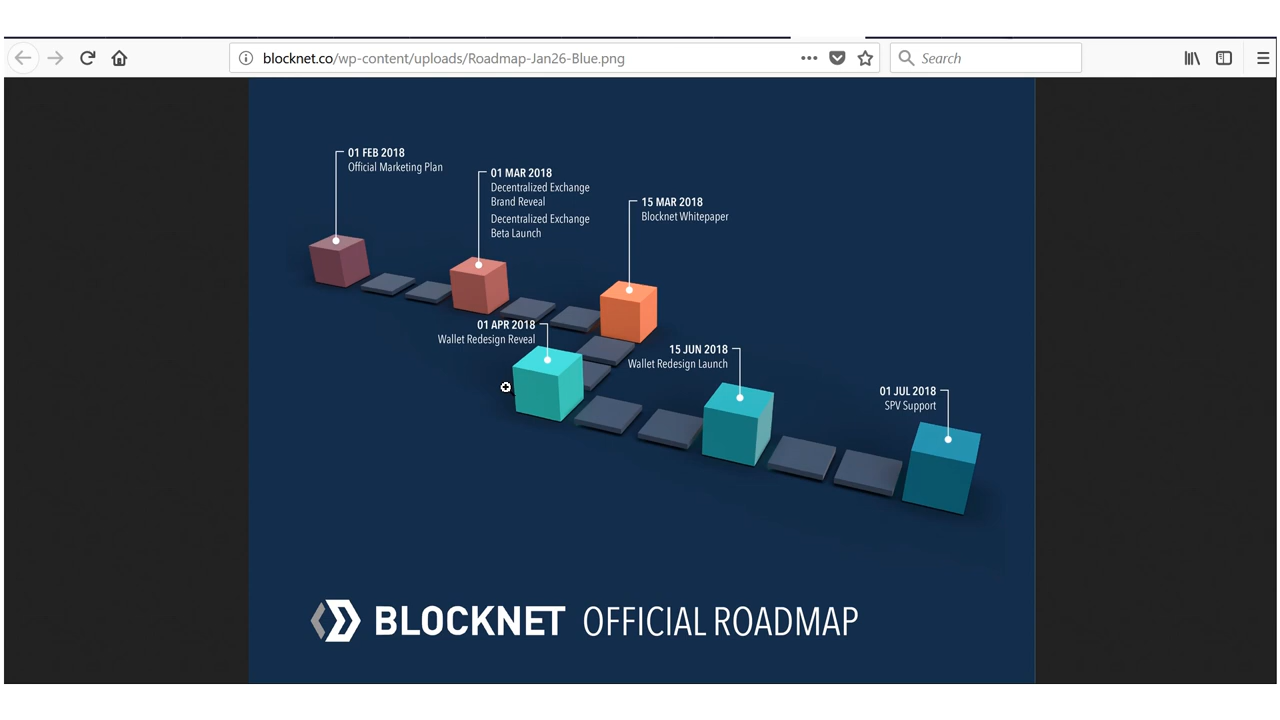 blocknet.co/wp-content/uploads/Roadmap-Jan26-Blue.png
Search
01 FEB 2018
Official Marketing Plan
01 MAR 2018
Decentralized Exchange
Brand Reveal
Decentralized Exchange
Beta Launch
15 MAR 2018
Blocknet Whitepaper
01 APR 2018
Wallet Redesign Reveal
15 JUN 2018
Wallet Redesign Launch
01 JUL 2018
SPV Support
BLOCKNET OFFICIAL ROADMAP